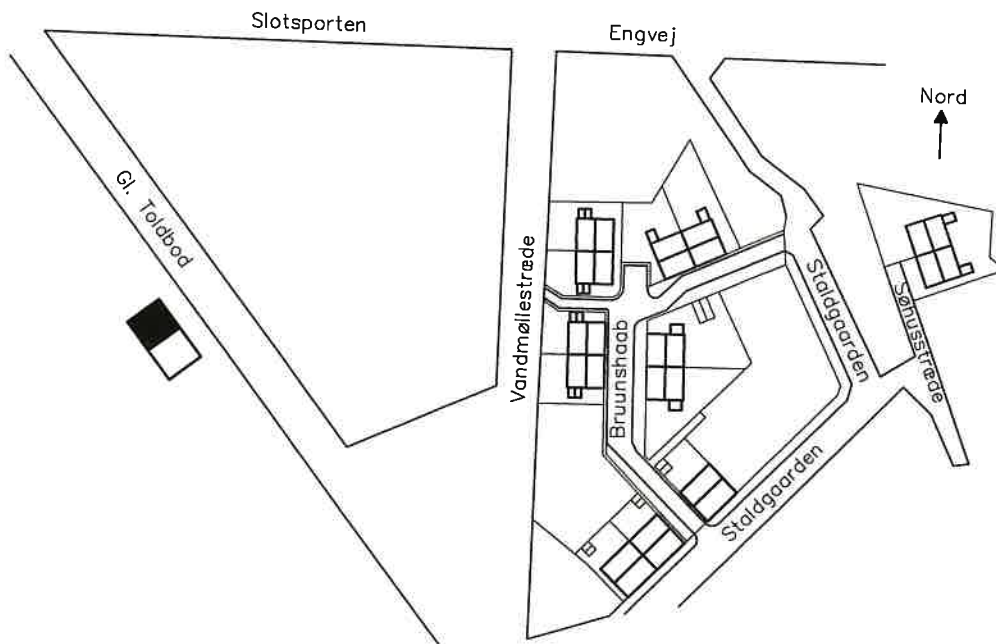 Slotsporten
Engvej
Nord
Gl. Toldbod
Vandmøllestræde
Bruunshaab
Staldgaarden
Søhusstræde
Staldgaarden